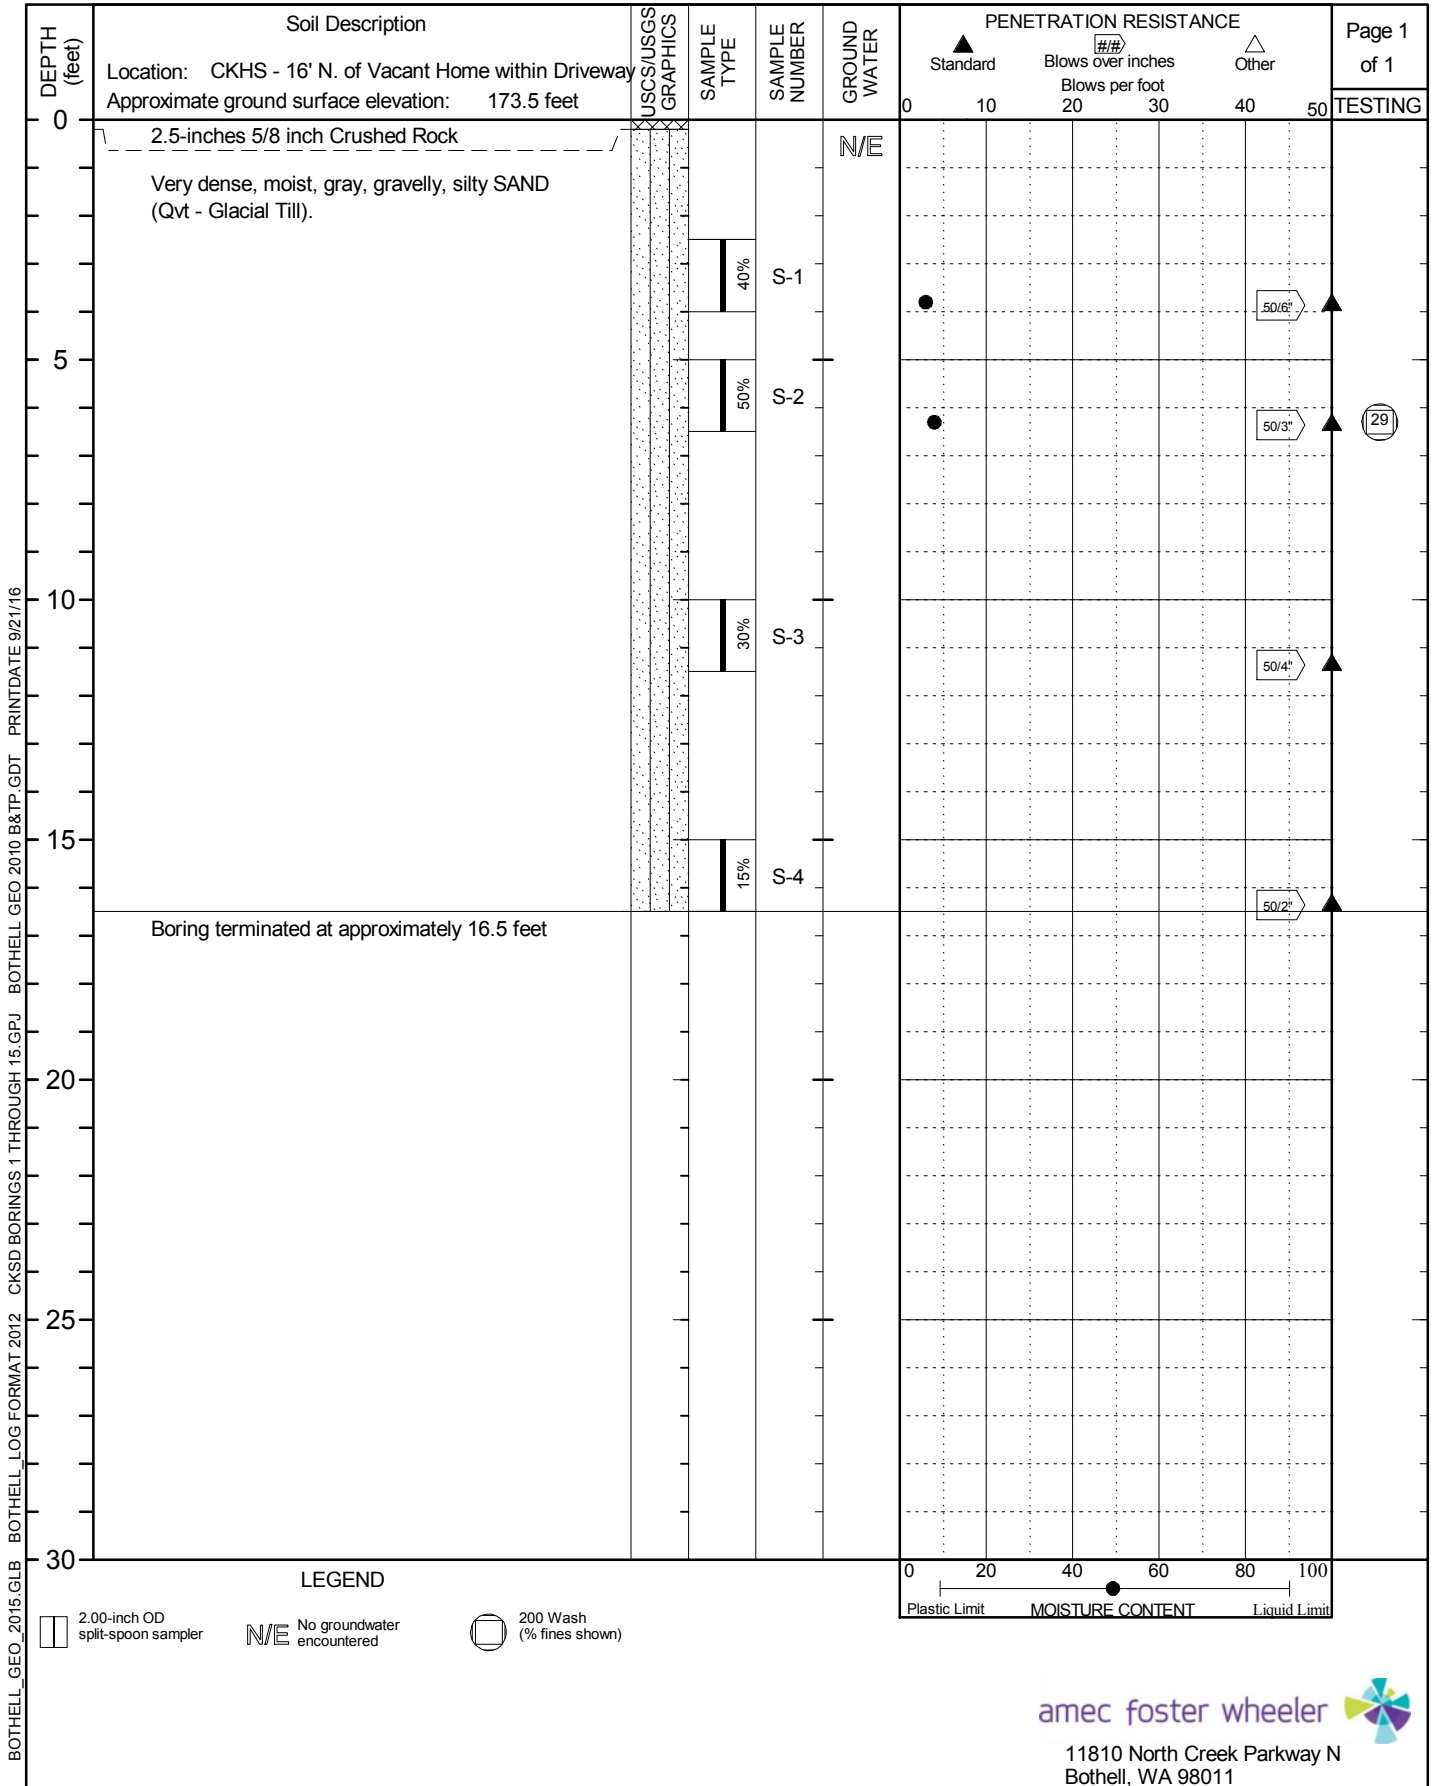 DEPTH
(feet)
Soil Description
Location: CKHS - 16' N. of Vacant Home within Driveway
Approximate ground surface elevation: 173.5 feet
USCS/USGS
GRAPHICS
SAMPLE
TYPE
SAMPLE
NUMBER
GROUND
WATER
PENETRATION RESISTANCE
Standard
#/#
Blows over inches
Other
Blows per foot
0 10 20 30 40 50
Page 1
of 1
TESTING
0
2.5-inches 5/8 inch Crushed Rock
N/E
Very dense, moist, gray, gravelly, silty SAND
(Qvt - Glacial Till).
40%
S-1
50/6"
5
50%
S-2
50/3"
29
10
30%
S-3
50/4"
15
15%
S-4
50/2"
Boring terminated at approximately 16.5 feet
20
25
30
0 20 40 60 80 100
Plastic Limit MOISTURE CONTENT Liquid Limit
LEGEND
2.00-inch OD
split-spoon sampler
N/E No groundwater
encountered
200 Wash
(% fines shown)
BOTHELL_GEO_2015.GLB BOTHELL_LOG FORMAT 2012 CKSD BORINGS 1 THROUGH 15.GPJ BOTHELL GEO 2010 B&TP.GDT PRINTDATE 9/21/16
amec foster wheeler
11810 North Creek Parkway N
Bothell, WA 98011